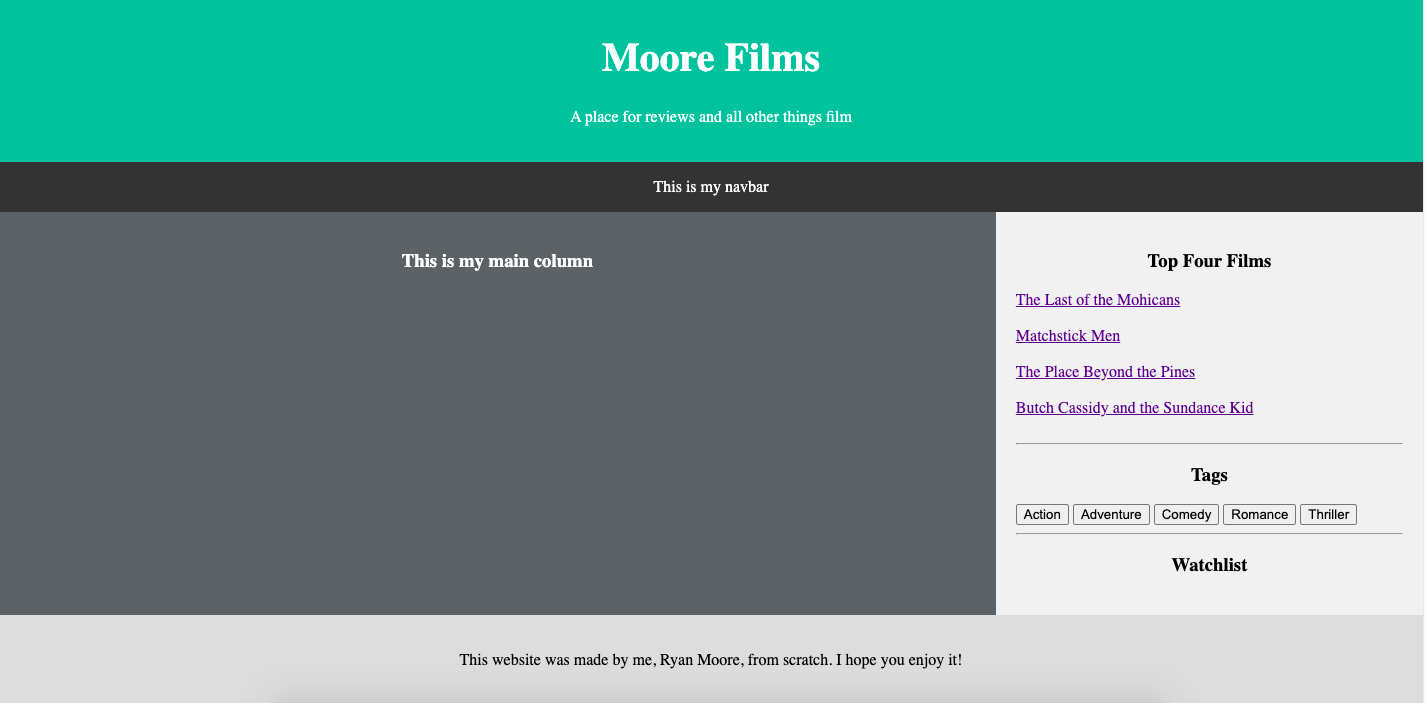 Moore Films
A place for reviews and all other things film
This is my navbar
This is my main column
Top Four Films
The Last of the Mohicans
Matchstick Men
The Place Beyond the Pines
Butch Cassidy and the Sundance Kid
Tags
Action Adventure Comedy Romance Thriller
Watchlist
This website was made by me, Ryan Moore, from scratch. I hope you enjoy it!